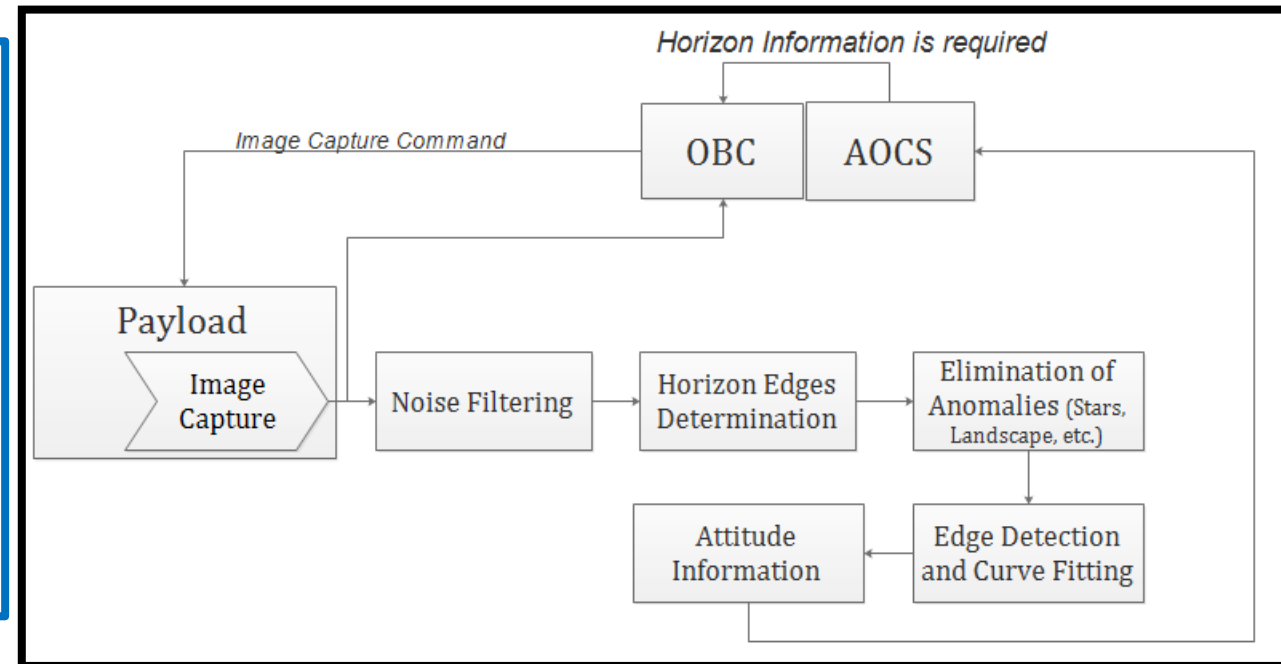 Horizon Information is required
Image Capture Command
OBC
AOCS
Payload
Image
Capture
Noise Filtering
Horizon Edges
Determination
Elimination of
Anomalies (Stars,
Landscape, etc.)
Attitude
Information
Edge Detection
and Curve Fitting